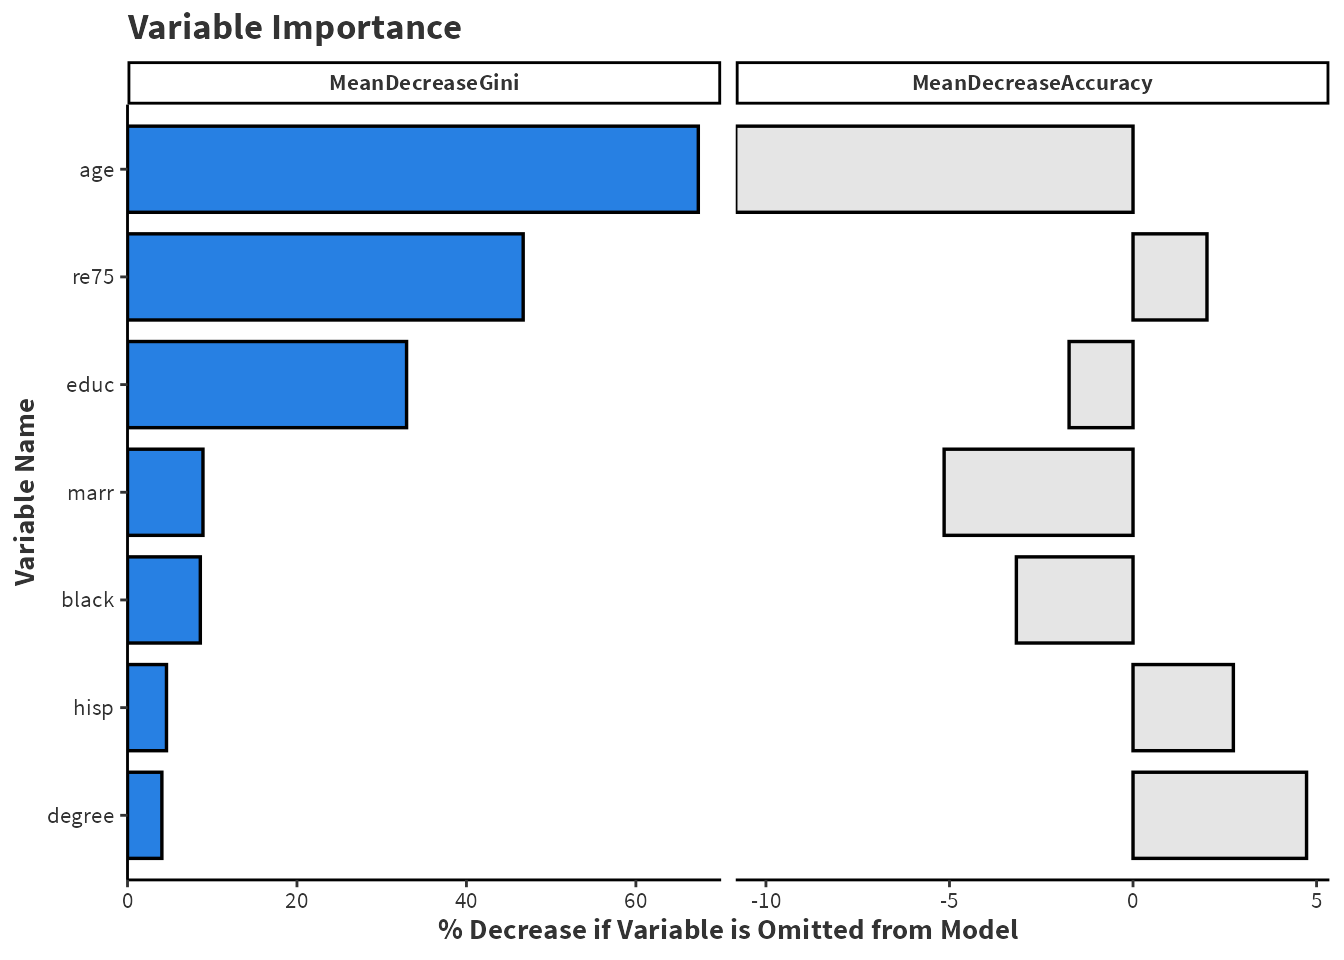 Variable Importance
MeanDecreaseGini
MeanDecreaseAccuracy
Variable Name
age
re75
educ
marr
black
hisp
degree
0 20 40 60
-10 -5 0 5
% Decrease if Variable is Omitted from Model